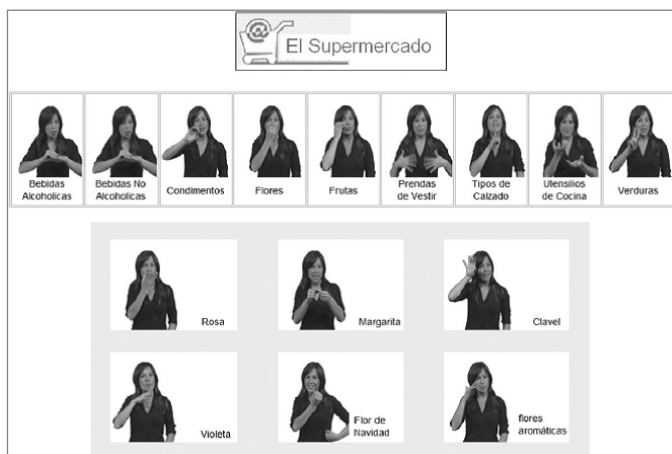 El Supermercado
Bebidas
Alcoholicas
Bebidas No
Alcoholicas
Condimentos
Flores
Frutas
Prendas
de Vestir
Tipos de
Calzado
Utensilios
de Cocina
Verduras
Rosa
Margarita
Clavel
Violeta
Flor de
Navidad
flores
aromáticas